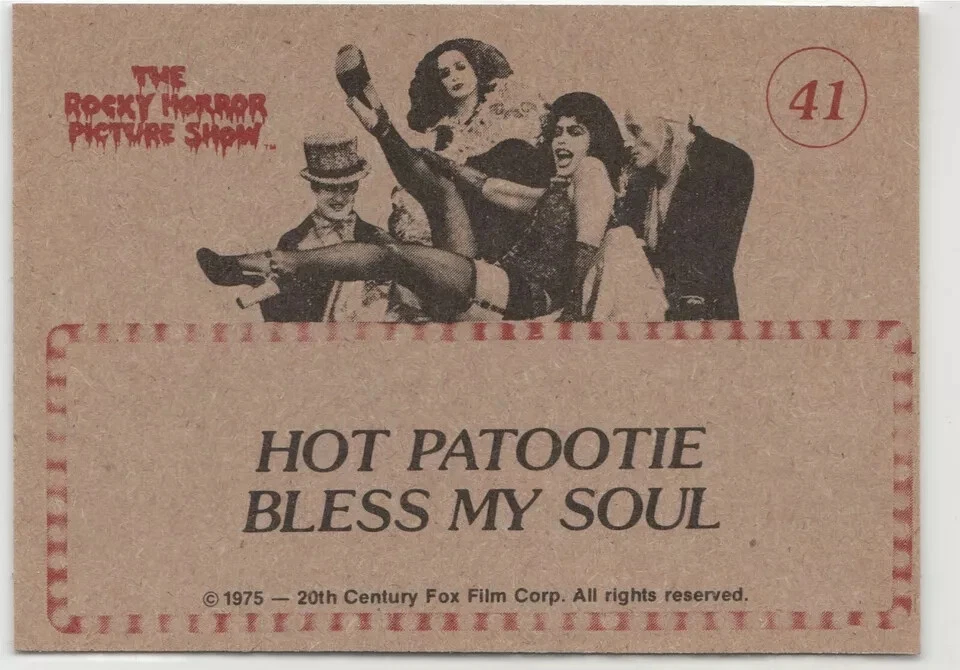 THE
ROCKY HORROR
PICTURE SHOW™
41
HOT PATOOTIE
BLESS MY SOUL
© 1975 — 20th Century Fox Film Corp. All rights reserved.